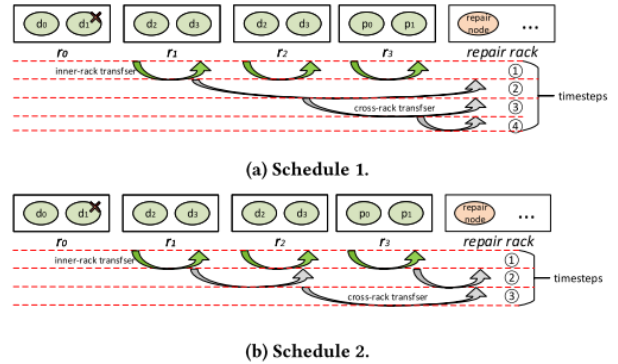 d₀ d₁ d₂ d₃ d₂ d₃ p₀ p₁ repair node ...
r₀ r₁ r₂ r₃ repair rack
inner-rack transfser ①
②
cross-rack transfser ③ timesteps
④
(a) Schedule 1.
d₀ d₁ d₂ d₃ d₂ d₃ p₀ p₁ repair node ...
r₀ r₁ r₂ r₃ repair rack
inner-rack transfser ①
② timesteps
cross-rack transfser ③
(b) Schedule 2.